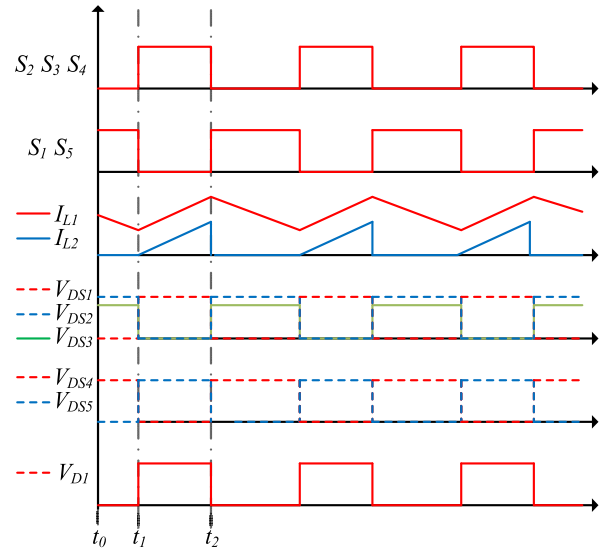 S2 S3 S4
S1 S5
IL1
IL2
VDS1
VDS2
VDS3
VDS4
VDS5
VD1
t0 t1 t2